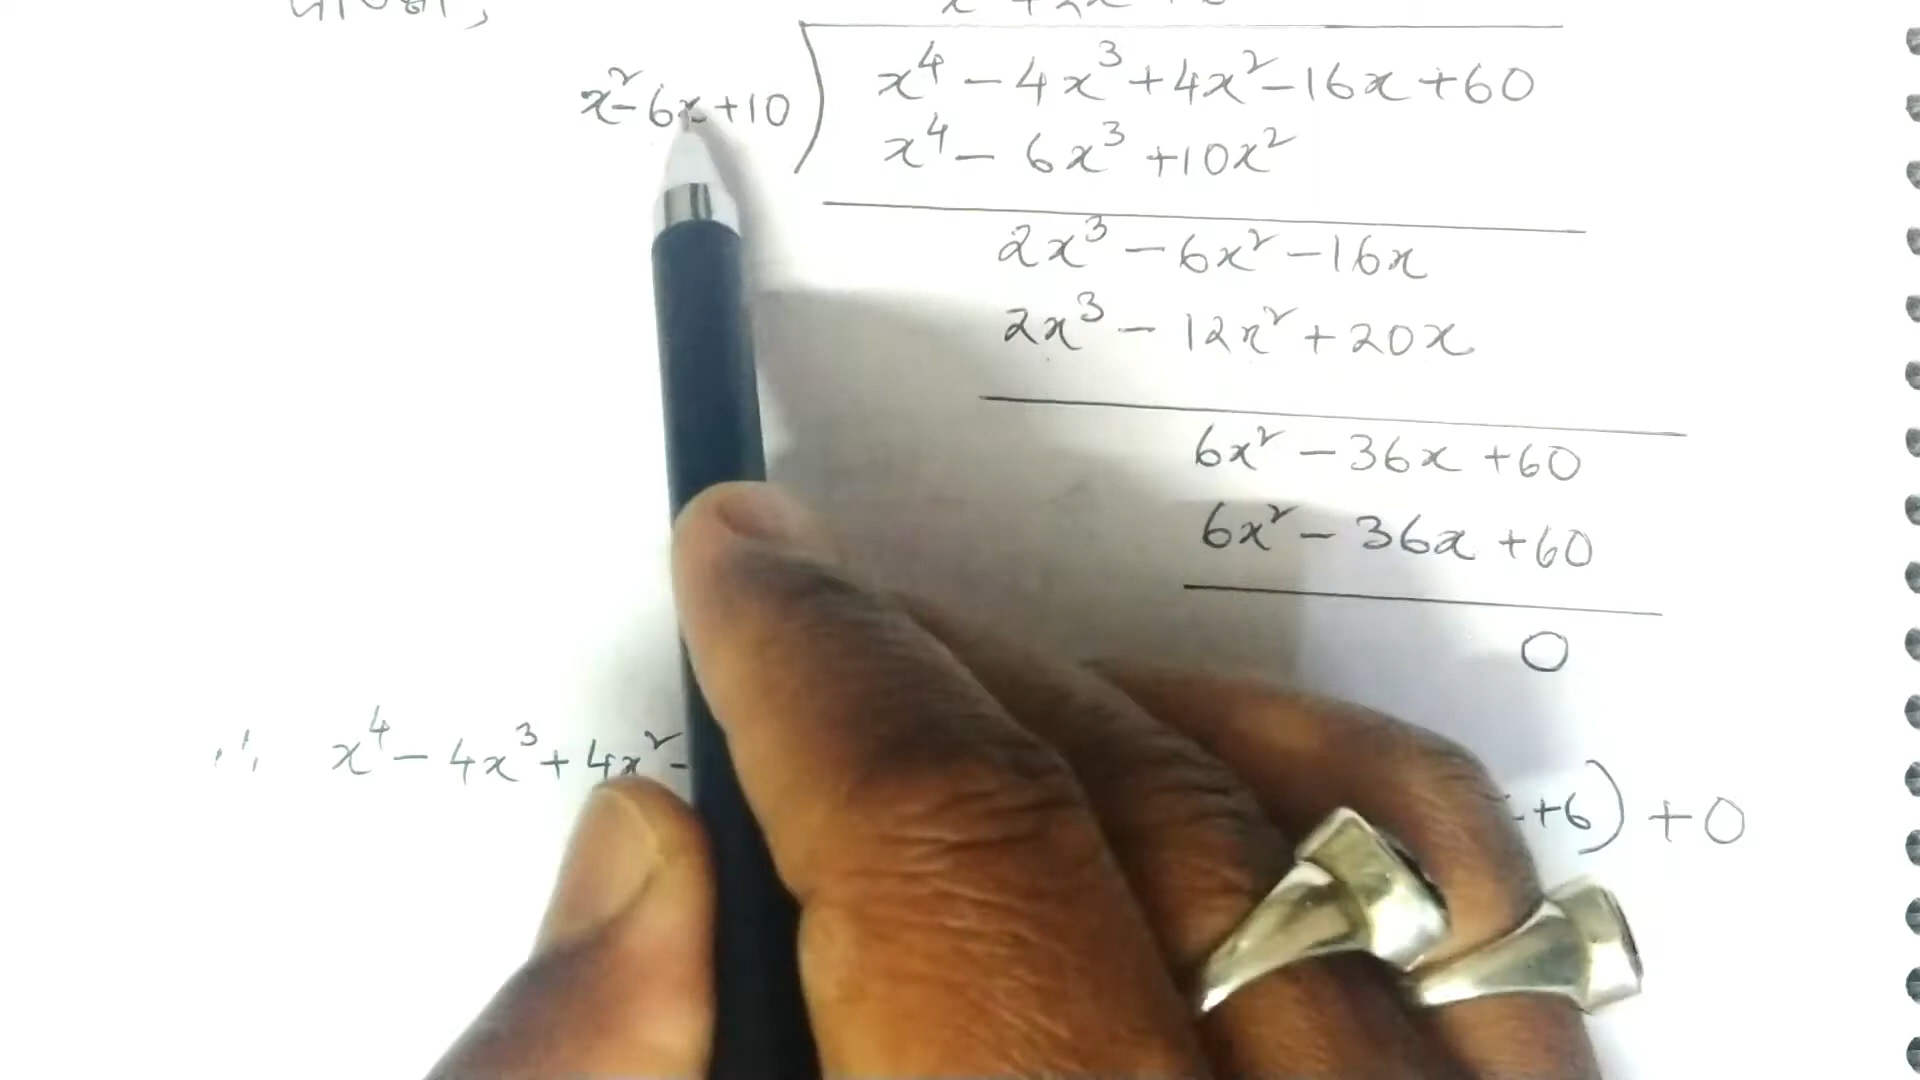 x² - 6x + 10 ) x⁴ - 4x³ + 4x² - 16x + 60
x⁴ - 6x³ + 10x²
2x³ - 6x² - 16x
2x³ - 12x² + 20x
6x² - 36x + 60
6x² - 36x + 60
0
∴ x⁴ - 4x³ + 4x² - +6) + 0